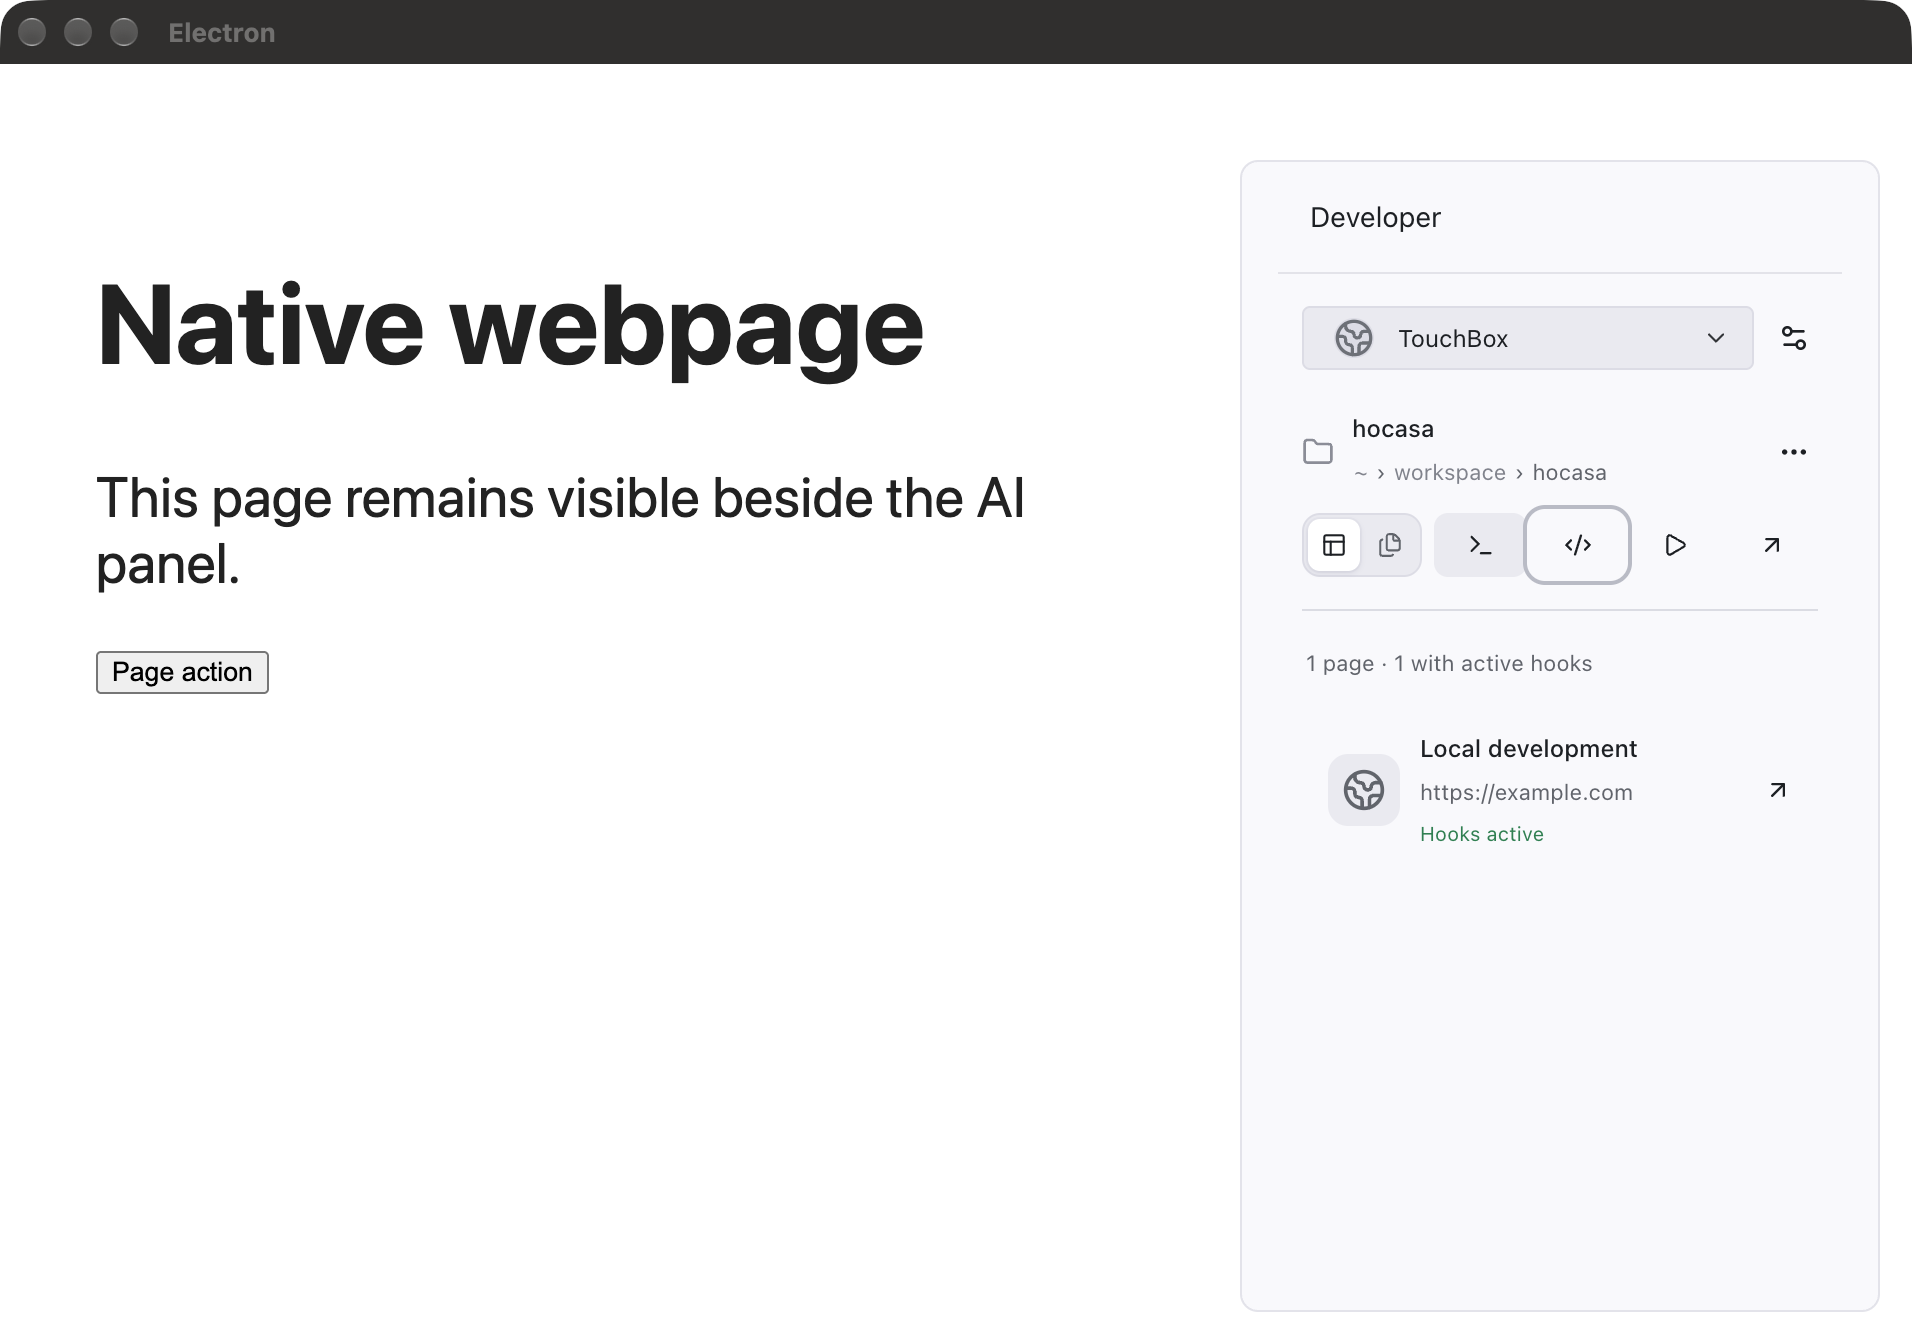 Electron
Native webpage
This page remains visible beside the AI
panel.
Page action
Developer
TouchBox
hocasa
~ › workspace › hocasa
1 page · 1 with active hooks
Local development
https://example.com
Hooks active